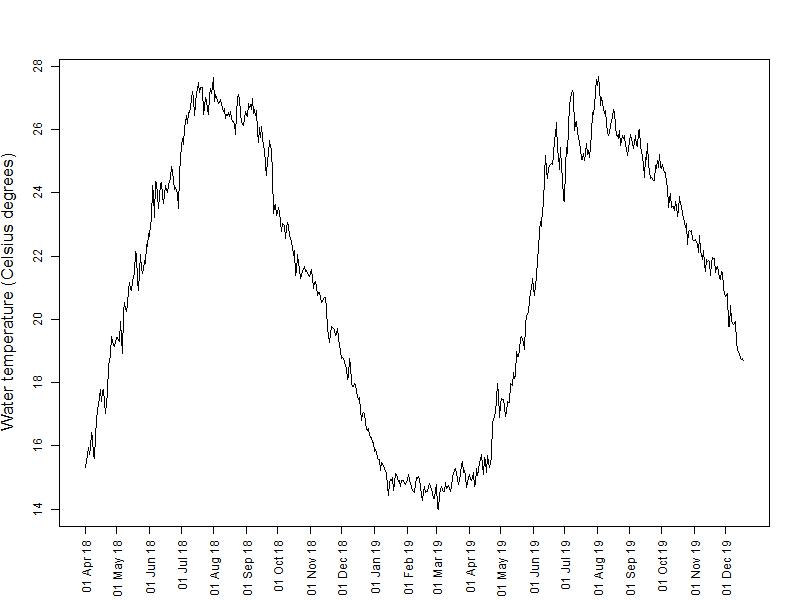 Water temperature (Celsius degrees)
28
26
24
22
20
18
16
14
01 Apr 18
01 May 18
01 Jun 18
01 Jul 18
01 Aug 18
01 Sep 18
01 Oct 18
01 Nov 18
01 Dec 18
01 Jan 19
01 Feb 19
01 Mar 19
01 Apr 19
01 May 19
01 Jun 19
01 Jul 19
01 Aug 19
01 Sep 19
01 Oct 19
01 Nov 19
01 Dec 19